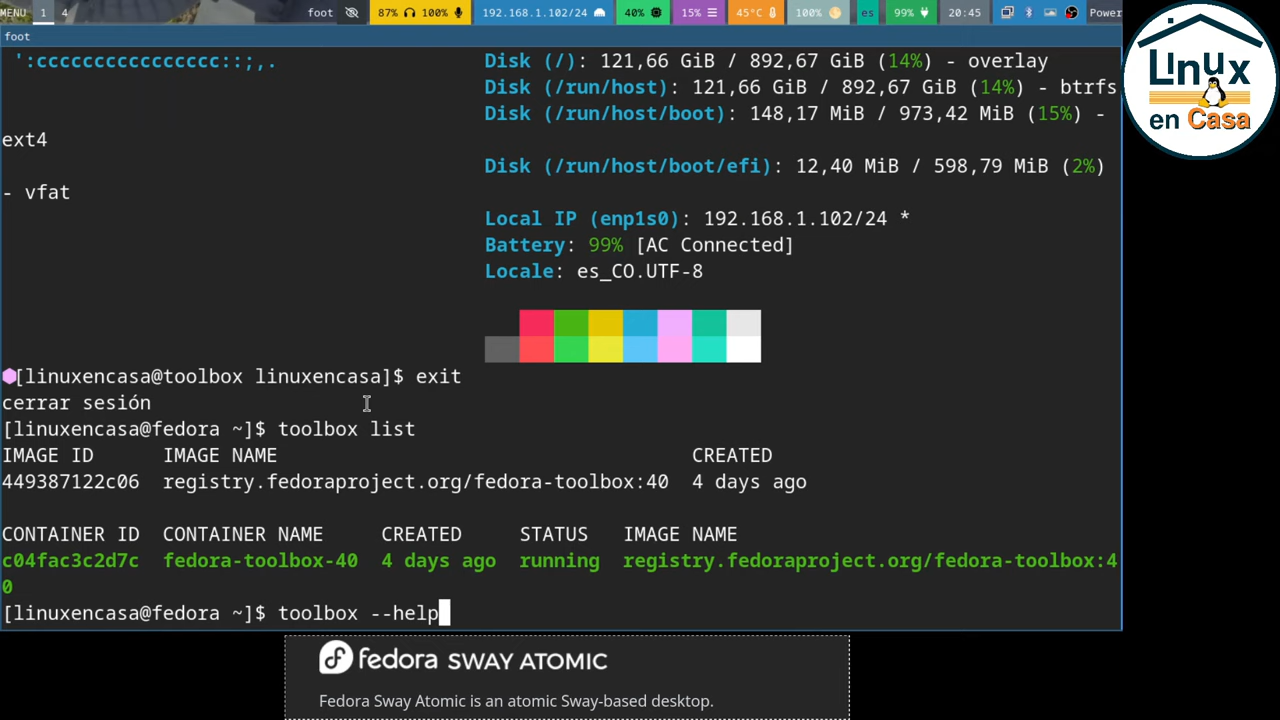 MENU 1 4 foot 87% 100% 192.168.1.102/24 40% 15% 45°C 100% es 99% 20:45 Power
foot
Linux
en Casa
':cccccccccccccccc::;,.
Disk (/): 121,66 GiB / 892,67 GiB (14%) - overlay
Disk (/run/host): 121,66 GiB / 892,67 GiB (14%) - btrfs
Disk (/run/host/boot): 148,17 MiB / 973,42 MiB (15%) -
ext4
Disk (/run/host/boot/efi): 12,40 MiB / 598,79 MiB (2%)
- vfat
Local IP (enp1s0): 192.168.1.102/24 *
Battery: 99% [AC Connected]
Locale: es_CO.UTF-8
[linuxencasa@toolbox linuxencasa]$ exit
cerrar sesión
[linuxencasa@fedora ~]$ toolbox list
IMAGE ID IMAGE NAME CREATED
449387122c06 registry.fedoraproject.org/fedora-toolbox:40 4 days ago
CONTAINER ID CONTAINER NAME CREATED STATUS IMAGE NAME
c04fac3c2d7c fedora-toolbox-40 4 days ago running registry.fedoraproject.org/fedora-toolbox:4
0
[linuxencasa@fedora ~]$ toolbox --help
fedora SWAY ATOMIC
Fedora Sway Atomic is an atomic Sway-based desktop.